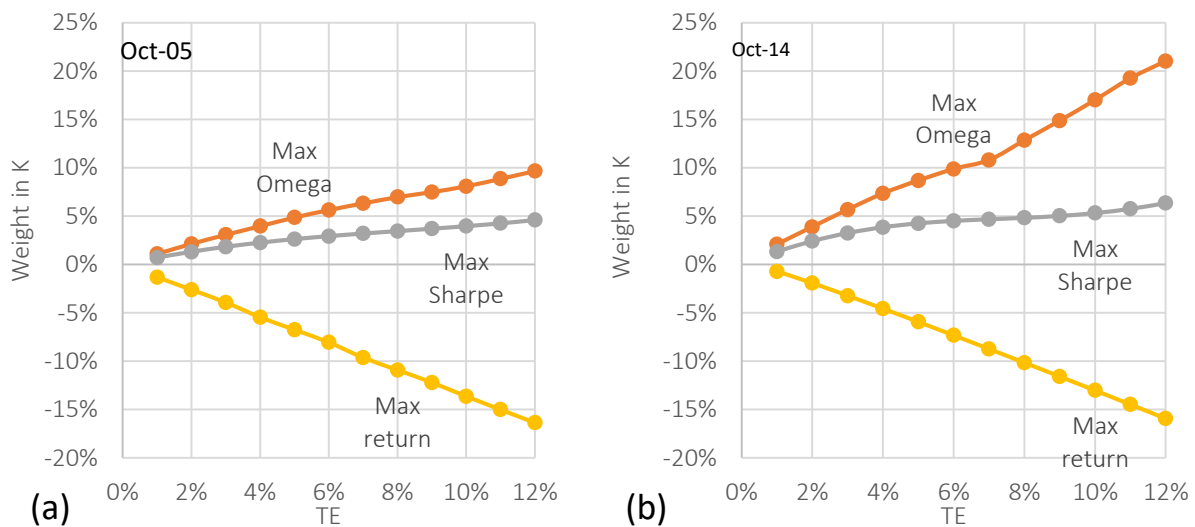 25%
20%
15%
10%
5%
0%
-5%
-10%
-15%
-20%
Weight in K
Oct-05
Max
Omega
Max
Sharpe
Max
return
0%
2%
4%
6%
8%
10%
12%
TE
(a)
25%
20%
15%
10%
5%
0%
-5%
-10%
-15%
-20%
Weight in K
Oct-14
Max
Omega
Max
Sharpe
Max
return
0%
2%
4%
6%
8%
10%
12%
TE
(b)